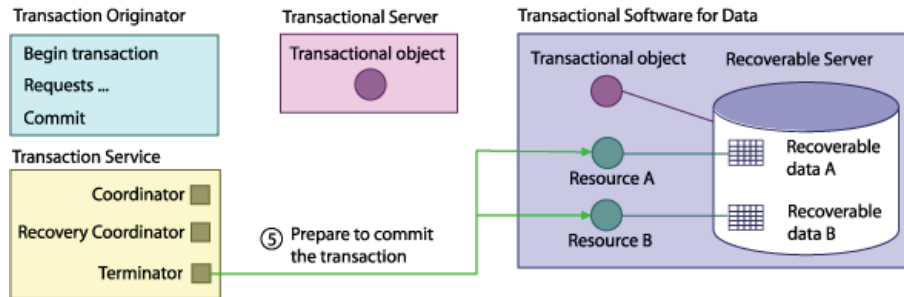 Transaction Originator
Begin transaction
Requests ...
Commit
Transactional Server
Transactional object
Transactional Software for Data
Transactional object
Recoverable Server
Resource A
Recoverable
data A
Resource B
Recoverable
data B
Transaction Service
Coordinator
Recovery Coordinator
Terminator
⑤ Prepare to commit
the transaction